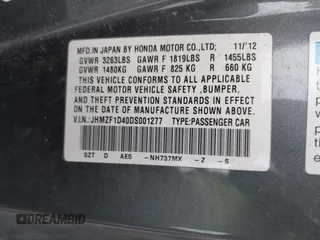 MFD. IN JAPAN BY HONDA MOTOR CO.,LTD. 11/'12
GVWR 3263LBS GAWR F 1819LBS R 1455LBS
GVWR 1480KG GAWR F 825 KG R 660 KG
THIS VEHICLE CONFORMS TO ALL APPLICABLE
FEDERAL MOTOR VEHICLE SAFETY ,BUMPER,
AND THEFT PREVENTION STANDARDS IN EFFECT
ON THE DATE OF MANUFACTURE SHOWN ABOVE.
V.I.N.: JHMZF1D40DS001277 TYPE:PASSENGER CAR
SZT D AE5 -NH737MX -Z -S
DREAMBID